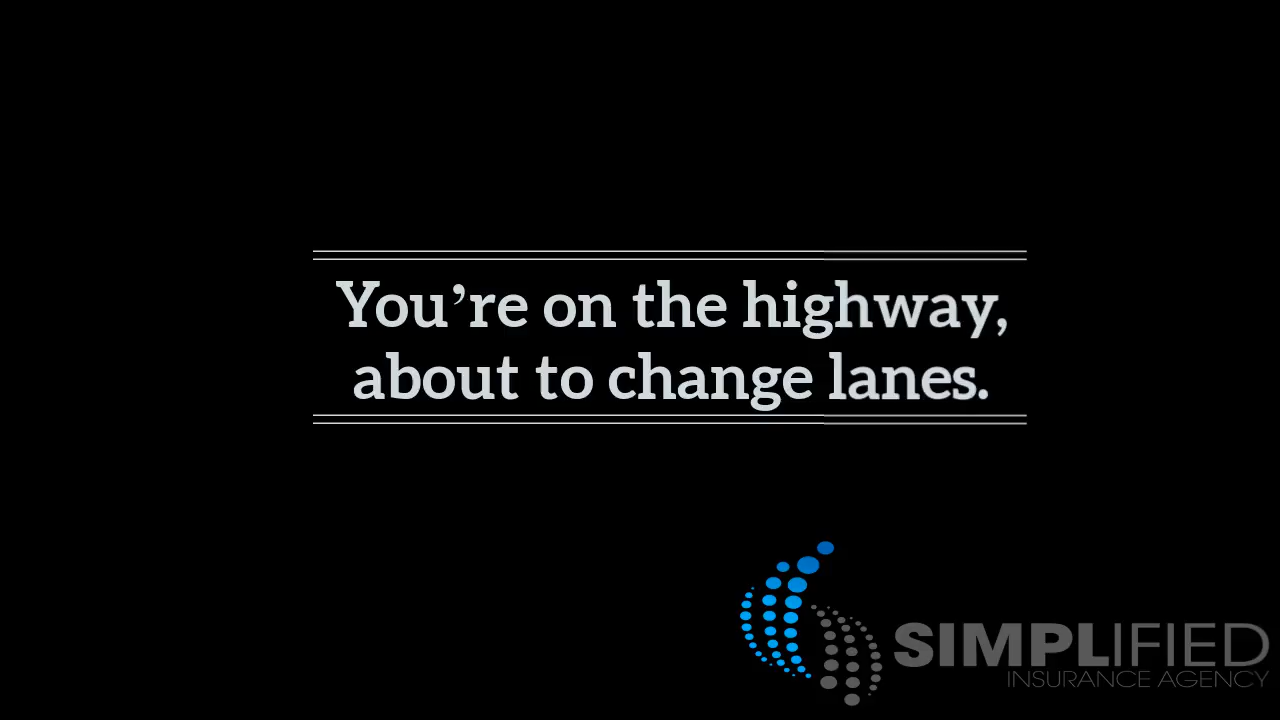 You’re on the highway,
about to change lanes.
SIMPLIFIED
INSURANCE AGENCY